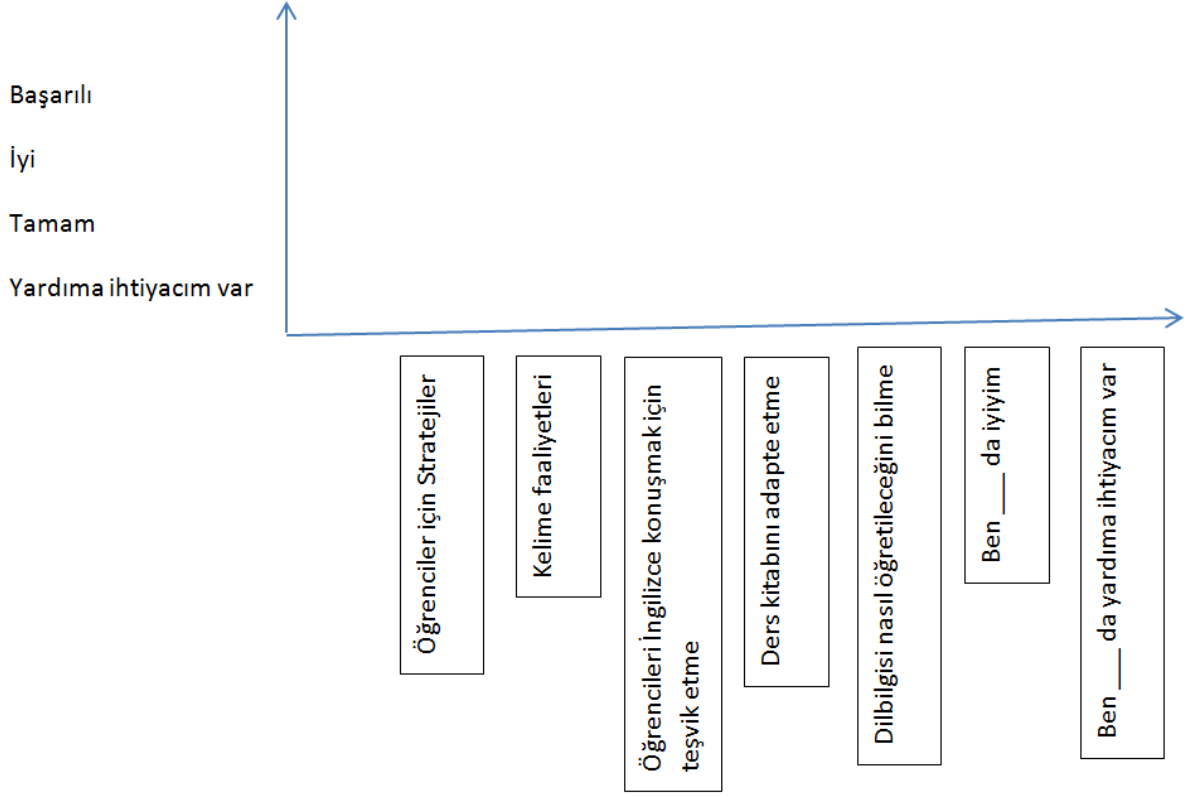 Başarılı
İyi
Tamam
Yardıma ihtiyacım var
Öğrenciler için Stratejiler
Kelime faaliyetleri
Öğrencileri İngilizce konuşmak için
teşvik etme
Ders kitabını adapte etme
Dilbilgisi nasıl öğretileceğini bilme
Ben ___ da iyiyim
Ben ___ da yardıma ihtiyacım var